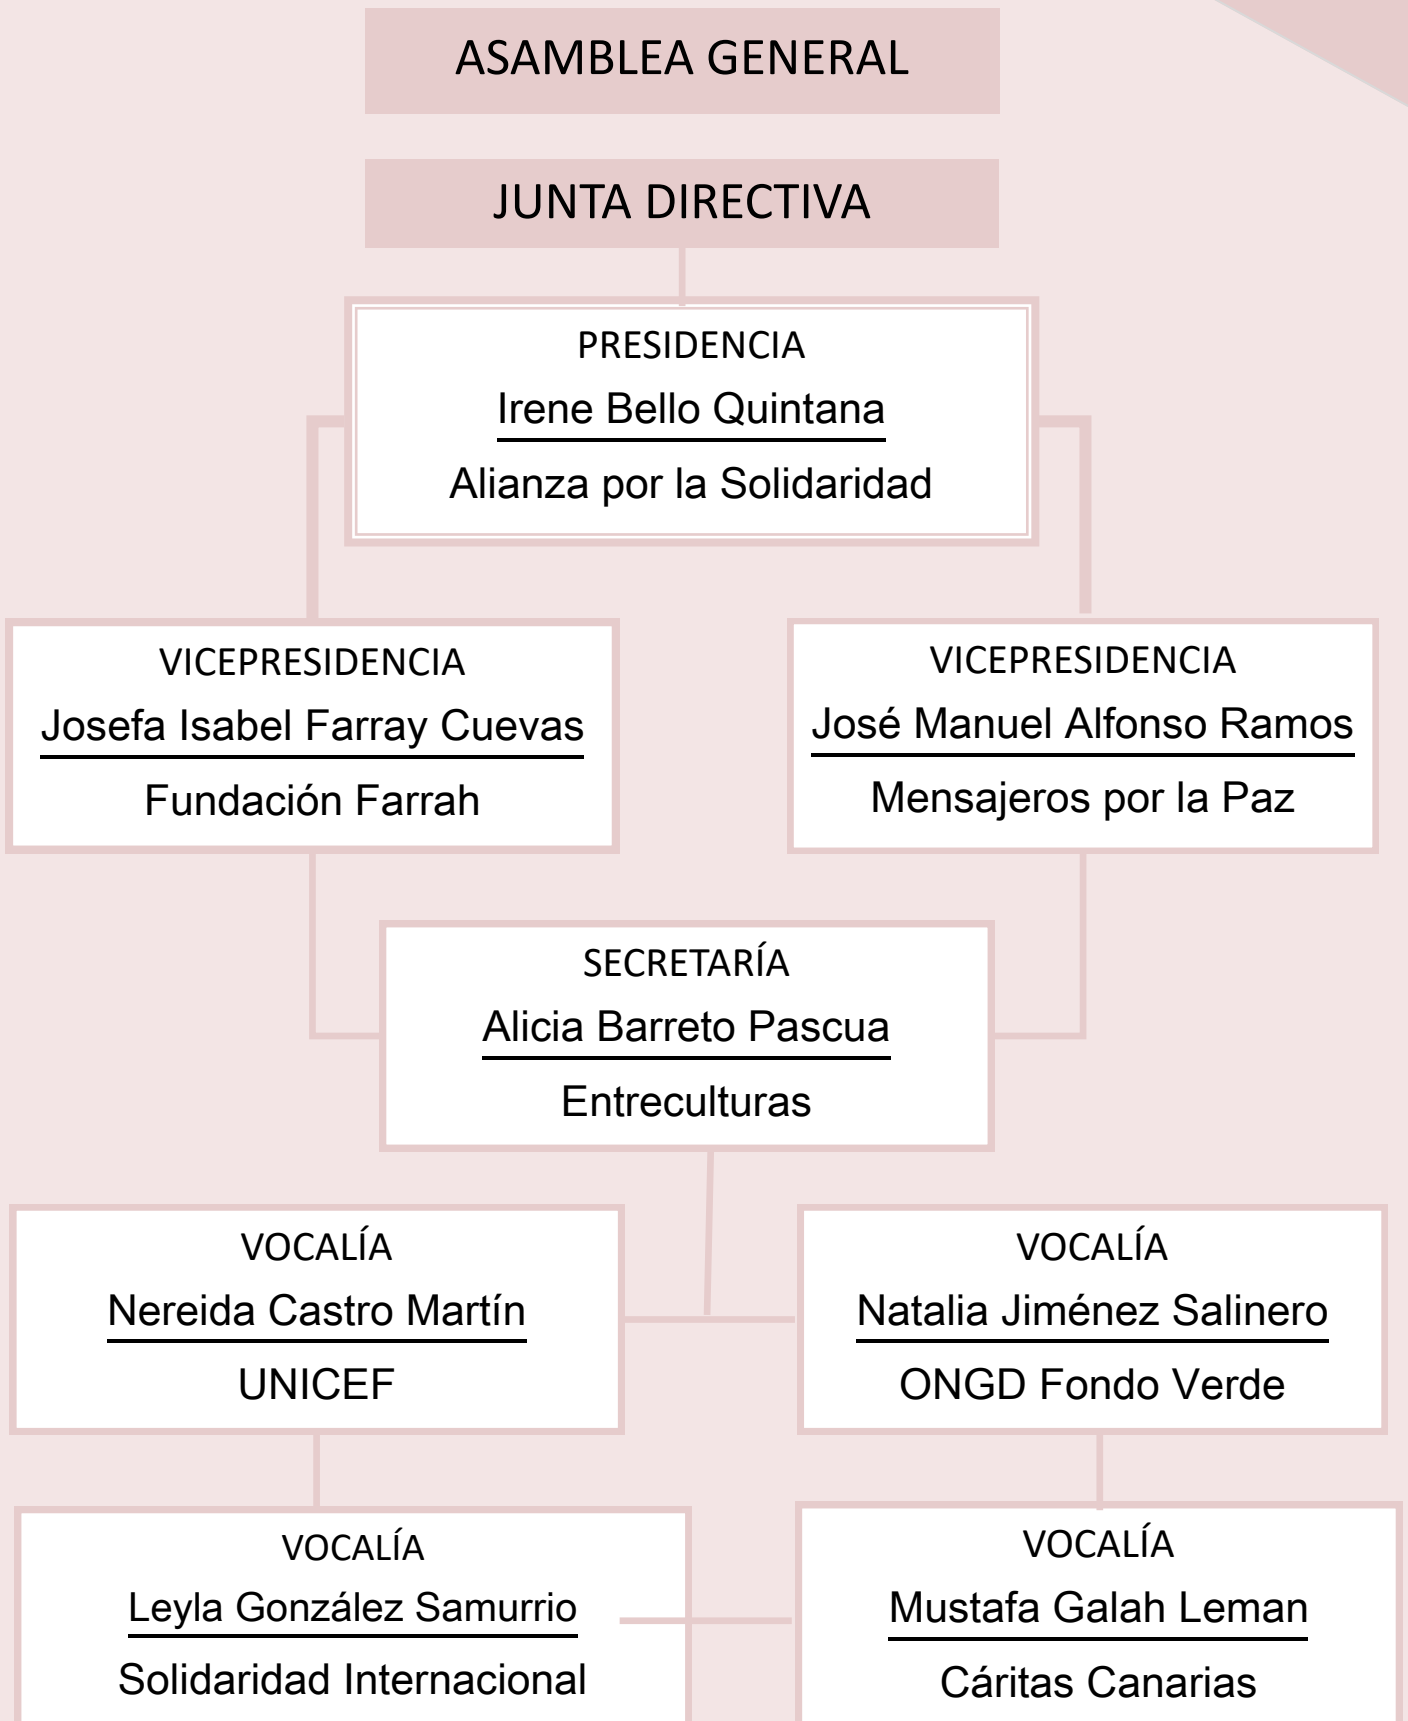 ASAMBLEA GENERAL
JUNTA DIRECTIVA
PRESIDENCIA
Irene Bello Quintana
Alianza por la Solidaridad
VICEPRESIDENCIA
Josefa Isabel Farray Cuevas
Fundación Farrah
VICEPRESIDENCIA
José Manuel Alfonso Ramos
Mensajeros por la Paz
SECRETARÍA
Alicia Barreto Pascua
Entreculturas
VOCALÍA
Nereida Castro Martín
UNICEF
VOCALÍA
Natalia Jiménez Salinero
ONGD Fondo Verde
VOCALÍA
Leyla González Samurrio
Solidaridad Internacional
VOCALÍA
Mustafa Galah Leman
Cáritas Canarias